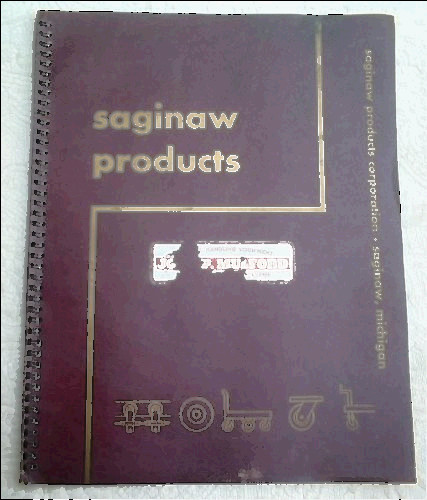 saginaw
products
saginaw products corporation • saginaw, michigan